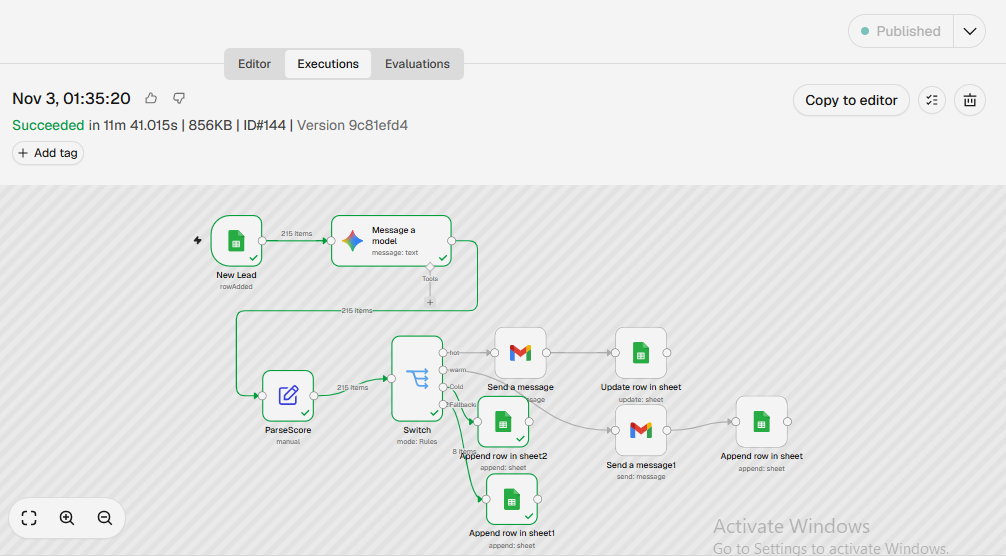 Published
Editor Executions Evaluations
Nov 3, 01:35:20
Copy to editor
Succeeded in 11m 41.015s | 856KB | ID#144 | Version 9c81efd4
+ Add tag
215 Items
Message a
model
message: text
New Lead
rowAdded
Tools
+
215 Items
hot
warm
Cold
Fallback
215 Items
ParseScore
manual
Switch
mode: Rules
Send a message
Update row in sheet
update: sheet
8 Items
Append row in sheet2
append: sheet
Send a message1
send: message
Append row in sheet
append: sheet
Append row in sheet1
append: sheet
Activate Windows
Go to Settings to activate Windows.